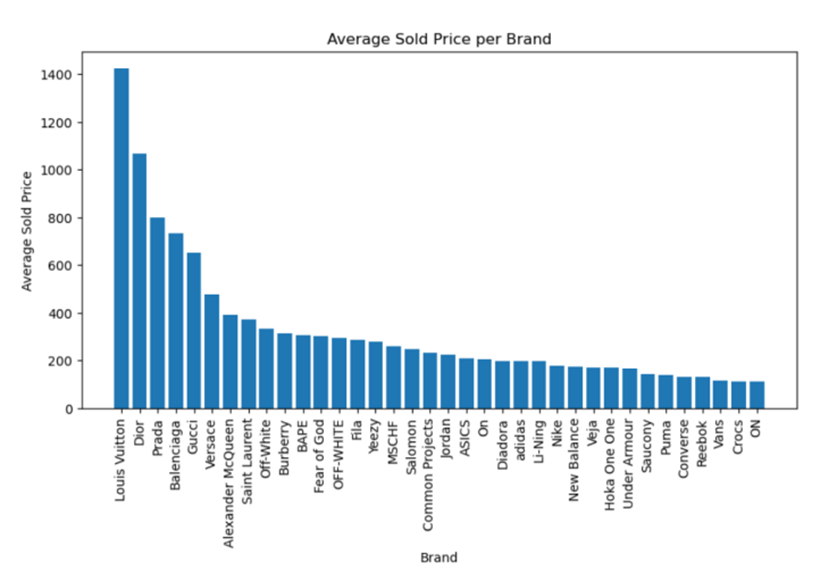 Average Sold Price per Brand
1400
1200
1000
800
600
400
200
0
Average Sold Price
Louis Vuitton
Dior
Prada
Balenciaga
Gucci
Versace
Alexander McQueen
Saint Laurent
Off-White
Burberry
BAPE
Fear of God
OFF-WHITE
Fila
Yeezy
MSCHF
Salomon
Common Projects
Jordan
ASICS
On
Diadora
adidas
Li-Ning
Nike
New Balance
Veja
Hoka One One
Under Armour
Saucony
Puma
Converse
Reebok
Vans
Crocs
ON
Brand